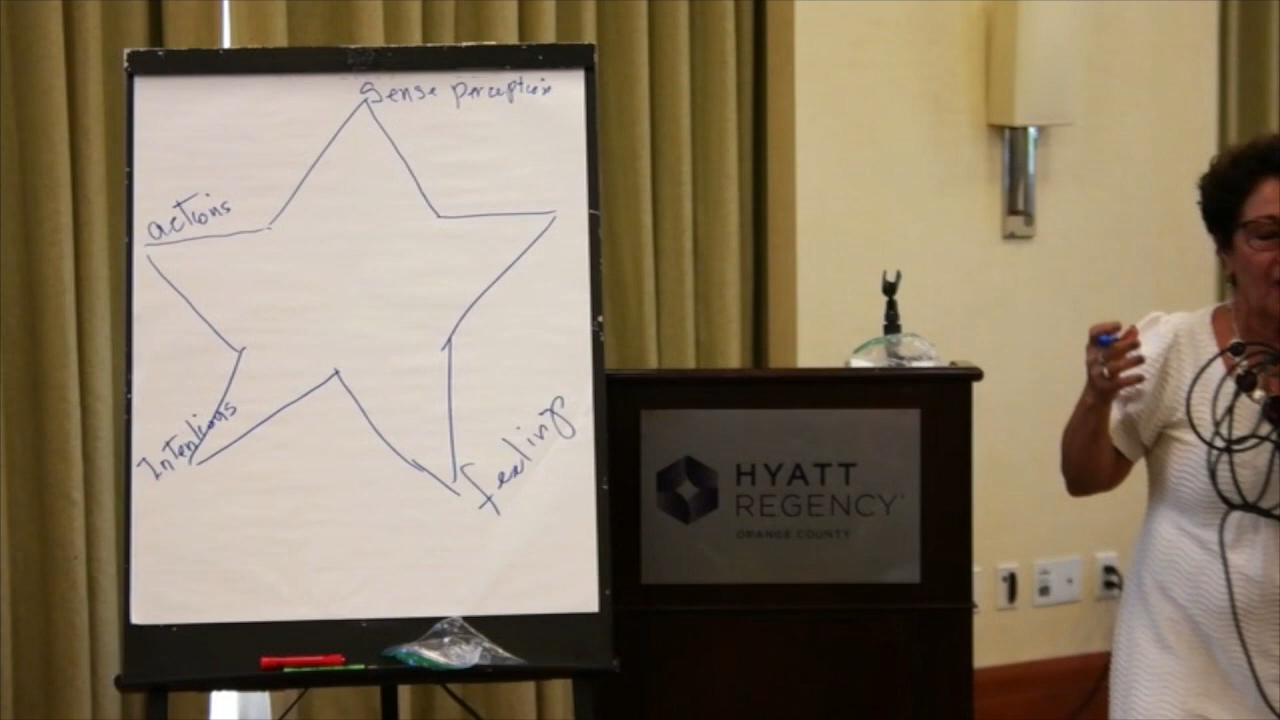 Sense perception
actions
Intentions
feeling
HYATT
REGENCY
ORANGE COUNTY